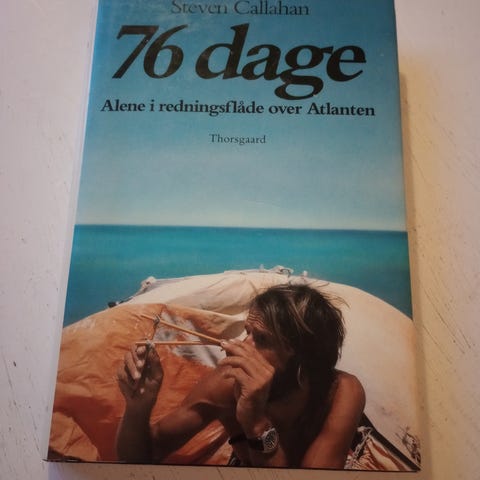 Steven Callahan
76 dage
Alene i redningsflåde over Atlanten
Thorsgaard